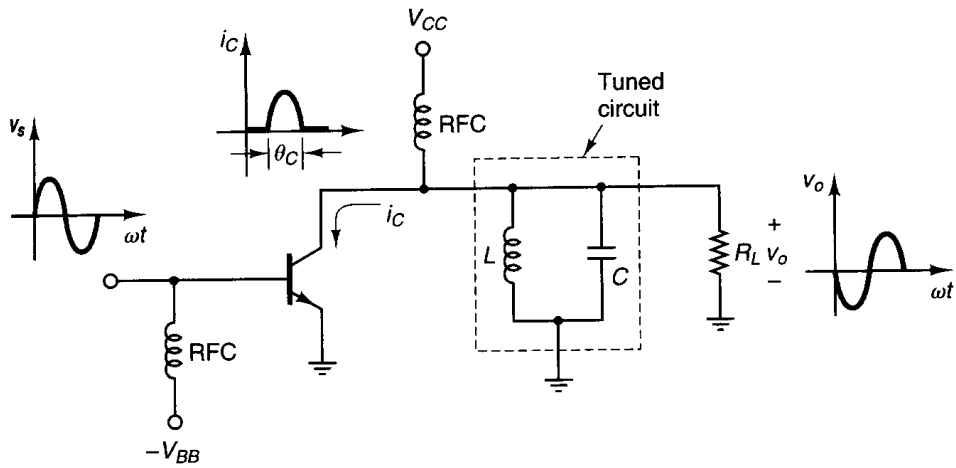 V_CC
i_C
Tuned
circuit
RFC
v_s
θ_C
v_o
i_C
ωt
L
C
R_L v_o
+
−
ωt
RFC
−V_BB